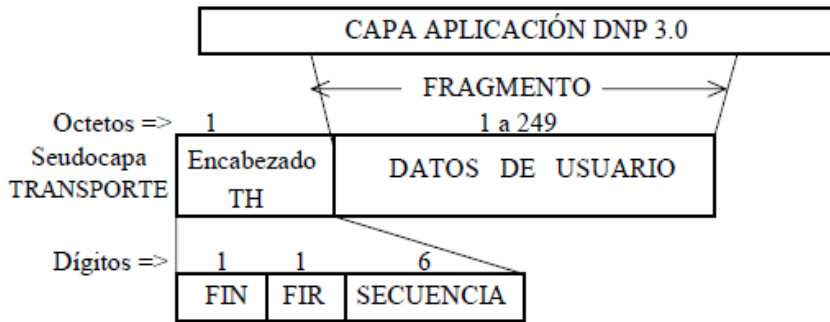 CAPA APLICACIÓN DNP 3.0
FRAGMENTO
Octetos => 1 1 a 249
Seudocapa
TRANSPORTE
Encabezado
TH
DATOS DE USUARIO
Dígitos => 1 1 6
FIN FIR SECUENCIA